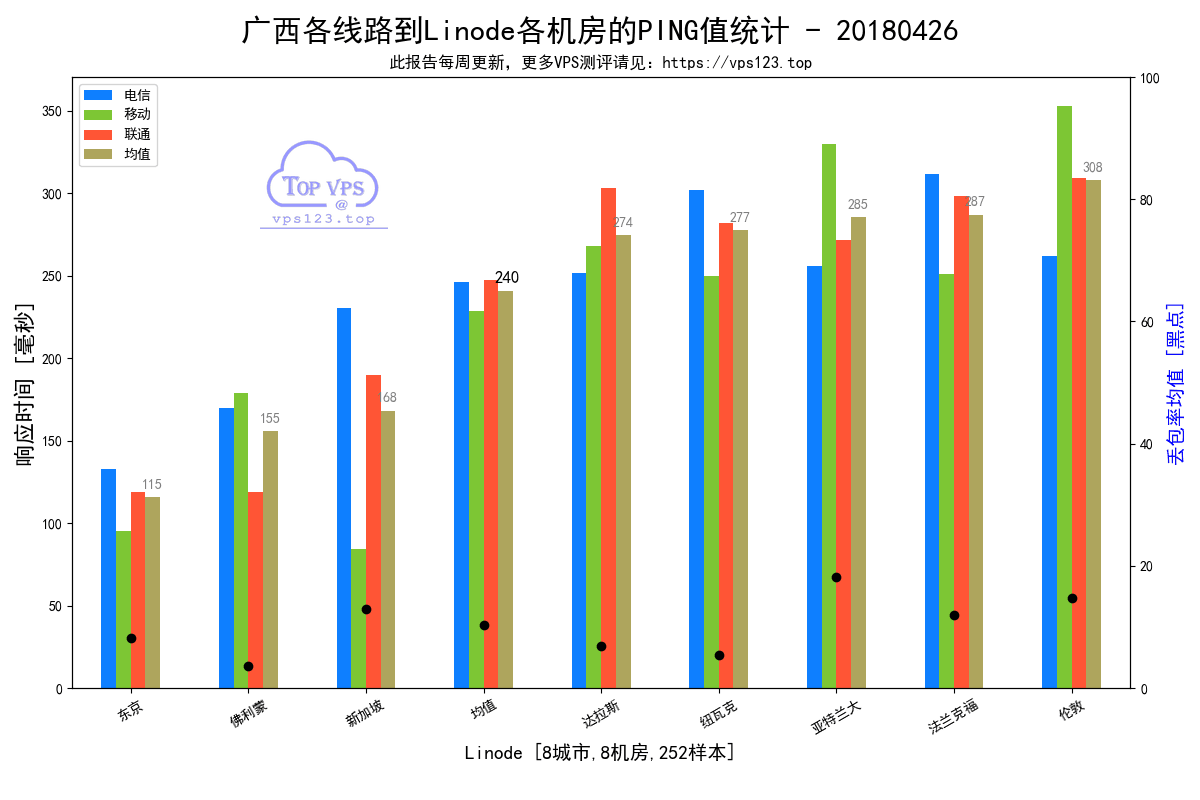 广西各线路到Linode各机房的PING值统计 - 20180426
此报告每周更新，更多VPS测评请见：https://vps123.top
电信
移动
联通
均值
TOP VPS
@
vps123.top
响应时间 [毫秒]
350
300
250
200
150
100
50
0
115
155
168
240
274
277
285
287
308
100
80
60
40
20
0
丢包率均值 [黑点]
东京
佛利蒙
新加坡
均值
达拉斯
纽瓦克
亚特兰大
法兰克福
伦敦
Linode [8城市,8机房,252样本]